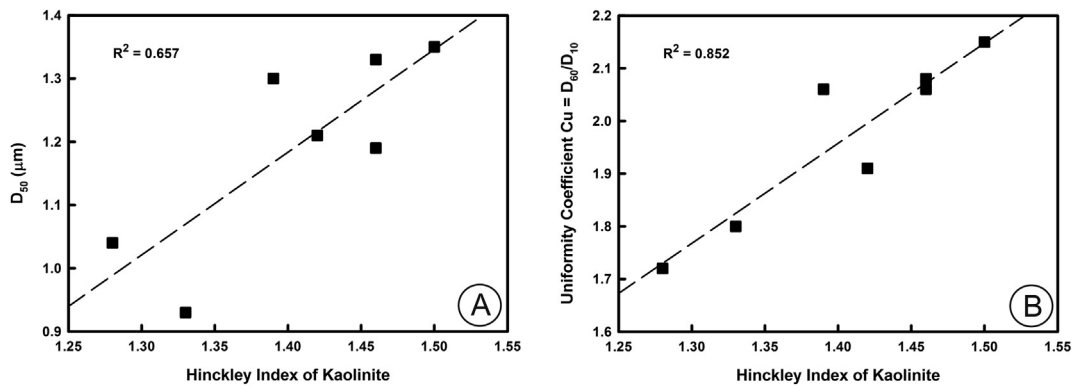 1.4
1.3
1.2
1.1
1.0
0.9
D₅₀ (μm)
R² = 0.657
A
1.25 1.30 1.35 1.40 1.45 1.50 1.55
Hinckley Index of Kaolinite
2.2
2.1
2.0
1.9
1.8
1.7
1.6
Uniformity Coefficient Cu = D₆₀/D₁₀
R² = 0.852
B
1.25 1.30 1.35 1.40 1.45 1.50 1.55
Hinckley Index of Kaolinite